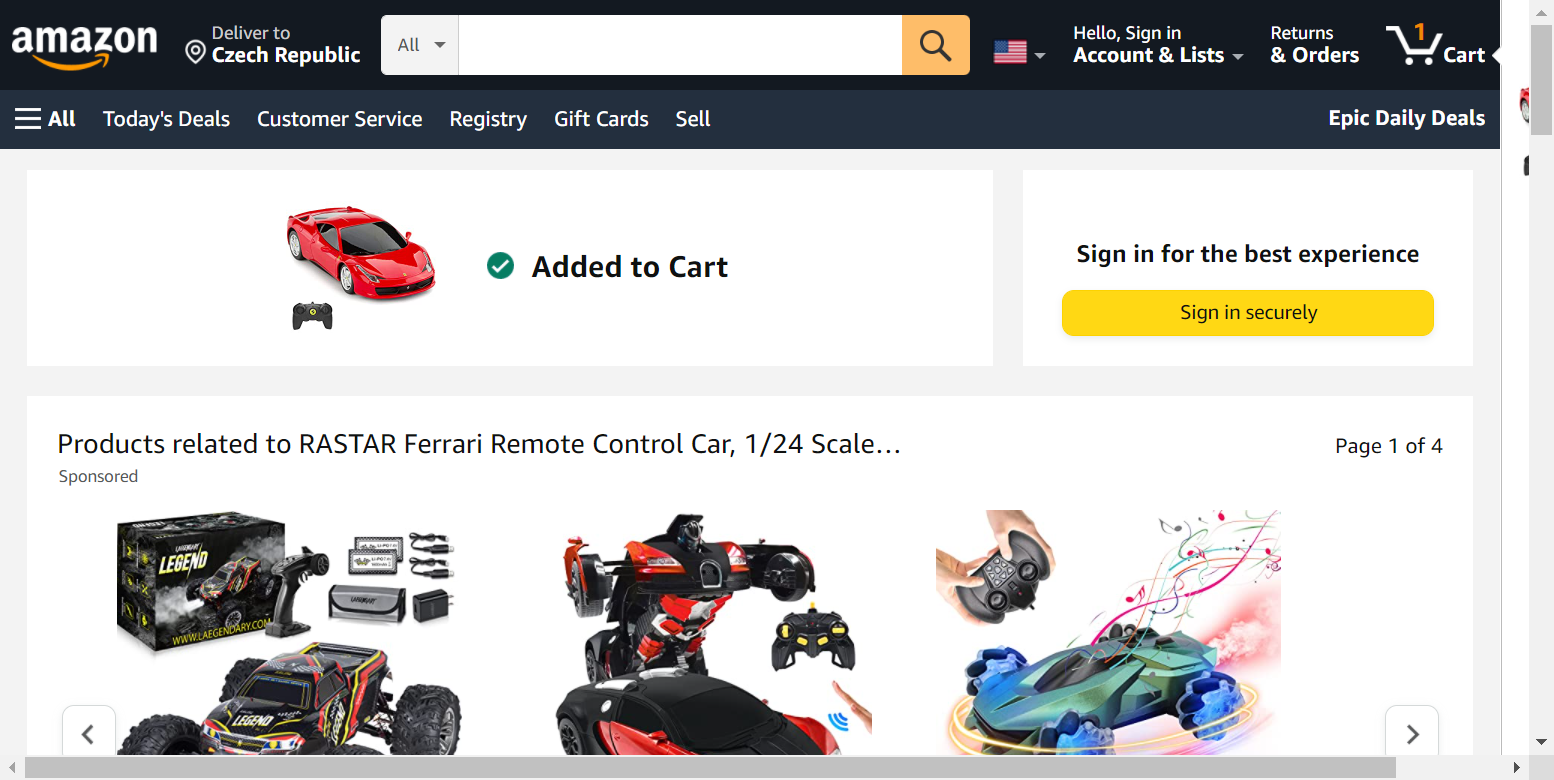 amazon
Deliver to
Czech Republic
All
Hello, Sign in
Account & Lists
Returns
& Orders
1
Cart
All
Today's Deals
Customer Service
Registry
Gift Cards
Sell
Epic Daily Deals
Added to Cart
Sign in for the best experience
Sign in securely
Products related to RASTAR Ferrari Remote Control Car, 1/24 Scale…
Page 1 of 4
Sponsored
LEGEND
WWW.LAEGENDARY.COM
LEGEND